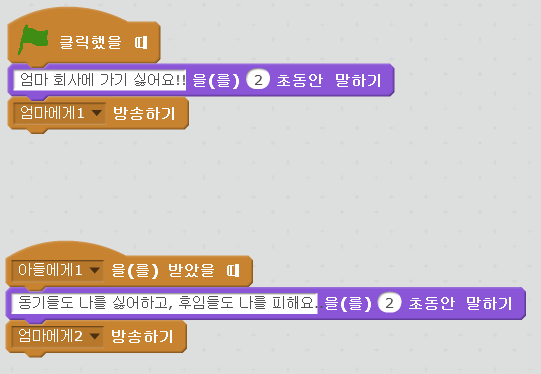 클릭했을 때
엄마 회사에 가기 싫어요!! 을(를) 2 초동안 말하기
엄마에게1 방송하기
아들에게1 을(를) 받았을 때
동기들도 나를 싫어하고, 후임들도 나를 피해요. 을(를) 2 초동안 말하기
엄마에게2 방송하기